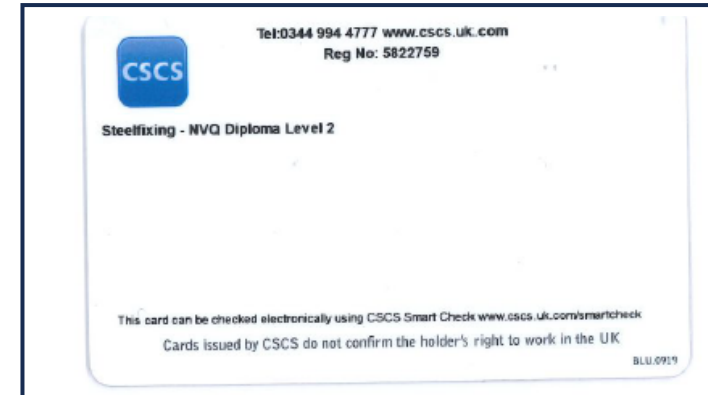 Tel:0344 994 4777 www.cscs.uk.com
Reg No: 5822759
CSCS
Steelfixing - NVQ Diploma Level 2
This card can be checked electronically using CSCS Smart Check www.cscs.uk.com/smartcheck
Cards issued by CSCS do not confirm the holder's right to work in the UK
BLU.0919